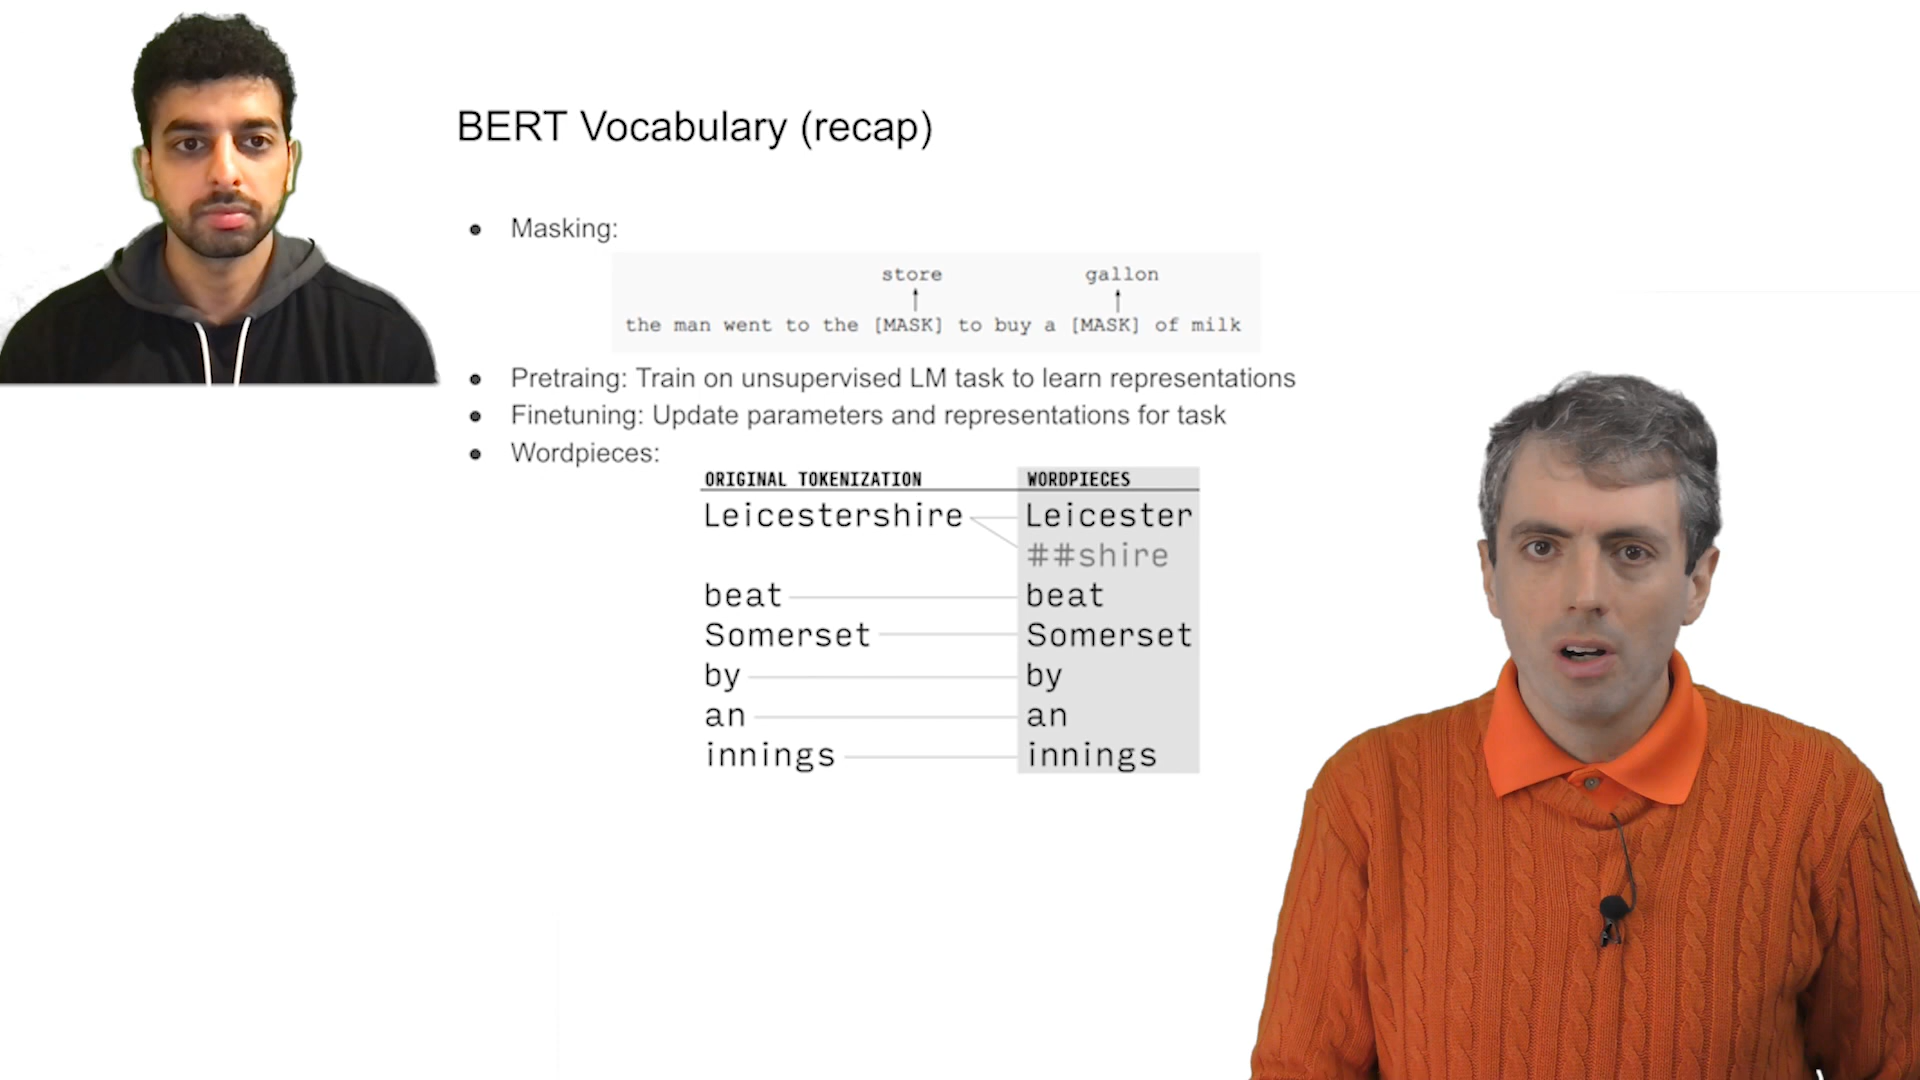 BERT Vocabulary (recap)
● Masking:
store gallon
the man went to the [MASK] to buy a [MASK] of milk
● Pretraing: Train on unsupervised LM task to learn representations
● Finetuning: Update parameters and representations for task
● Wordpieces:
ORIGINAL TOKENIZATION WORDPIECES
Leicestershire Leicester
##shire
beat beat
Somerset Somerset
by by
an an
innings innings